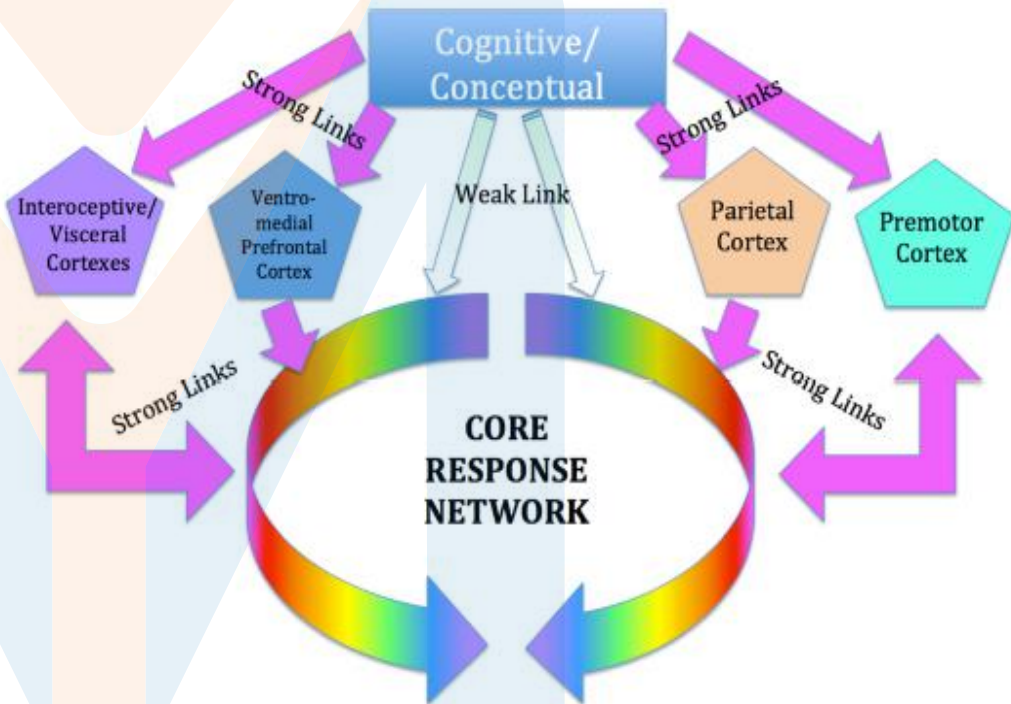 Cognitive/
Conceptual
Strong Links
Strong Links
Weak Link
Interoceptive/
Visceral
Cortexes
Ventro-
medial
Prefrontal
Cortex
Parietal
Cortex
Premotor
Cortex
Strong Links
Strong Links
CORE
RESPONSE
NETWORK